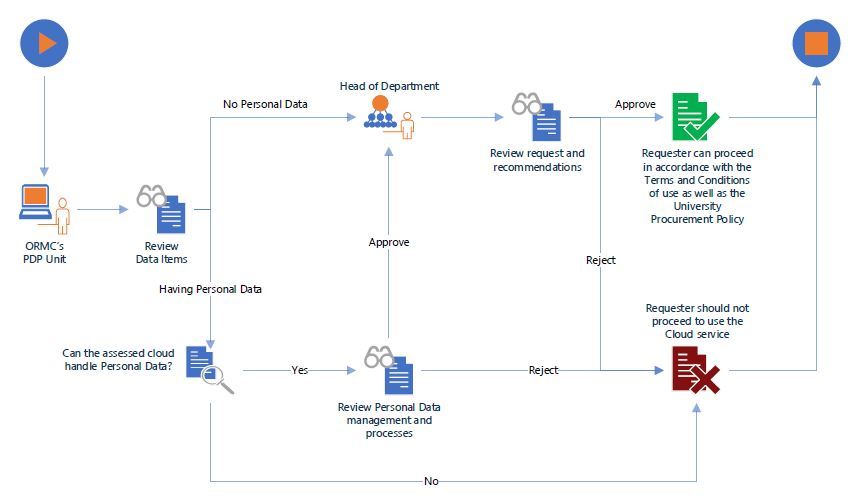 Head of Department
No Personal Data
Approve
Review request and
recommendations
Requester can proceed
in accordance with the
Terms and Conditions
of use as well as the
University
Procurement Policy
ORMC's
PDP Unit
Review
Data Items
Approve
Reject
Having Personal Data
Requester should not
proceed to use the
Cloud service
Can the assessed cloud
handle Personal Data?
Yes
Reject
Review Personal Data
management and
processes
No